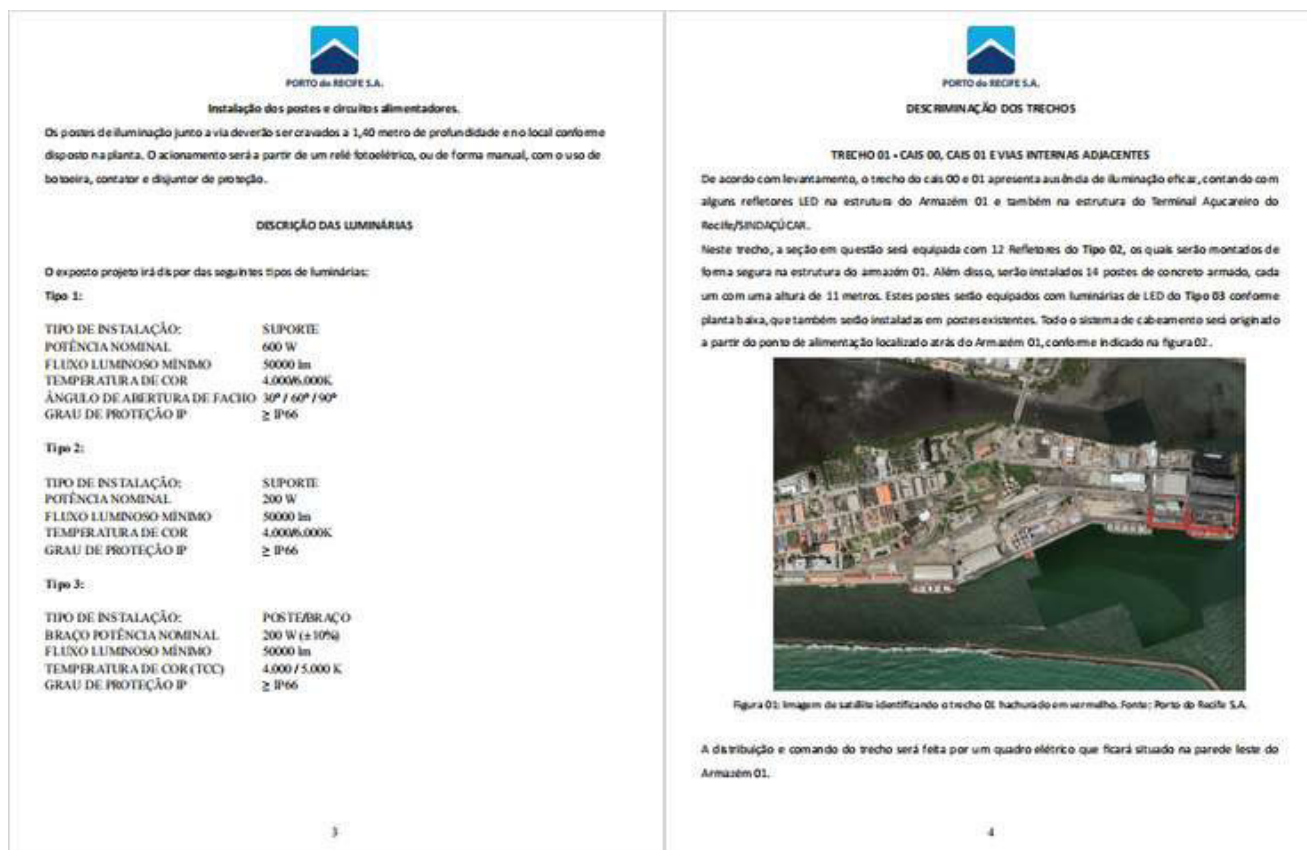 PORTO do RECIFE S.A.
Instalação dos postes e circuitos alimentadores.
Os postes de iluminação junto a via deverão ser cravados a 1,40 metro de profundidade e no local conforme
disposto na planta. O acionamento será a partir de um relé fotoelétrico, ou de forma manual, com o uso de
botoeira, contator e disjuntor de proteção.
DESCRIÇÃO DAS LUMINÁRIAS
O exposto projeto irá dispor das seguintes tipos de luminárias:
Tipo 1:
TIPO DE INSTALAÇÃO: SUPORTE
POTÊNCIA NOMINAL 600 W
FLUXO LUMINOSO MÍNIMO 50000 lm
TEMPERATURA DE COR 4.000/6.000K
ÂNGULO DE ABERTURA DE FACHO 30º / 60º / 90º
GRAU DE PROTEÇÃO IP ≥ IP66
Tipo 2:
TIPO DE INSTALAÇÃO: SUPORTE
POTÊNCIA NOMINAL 200 W
FLUXO LUMINOSO MÍNIMO 50000 lm
TEMPERATURA DE COR 4.000/6.000K
GRAU DE PROTEÇÃO IP ≥ IP66
Tipo 3:
TIPO DE INSTALAÇÃO: POSTE/BRAÇO
BRAÇO POTÊNCIA NOMINAL 200 W (±10%)
FLUXO LUMINOSO MÍNIMO 50000 lm
TEMPERATURA DE COR (TCC) 4.000 / 5.000 K
GRAU DE PROTEÇÃO IP ≥ IP66
3
PORTO do RECIFE S.A.
DESCRIMINAÇÃO DOS TRECHOS
TRECHO 01 - CAIS 00, CAIS 01 E VIAS INTERNAS ADJACENTES
De acordo com levantamento, o trecho do cais 00 e 01 apresenta ausência de iluminação eficaz, contando com
alguns refletores LED na estrutura do Armazém 01 e também na estrutura do Terminal Açucareiro do
Recife/SINDAÇÚCAR.
Neste trecho, a seção em questão será equipada com 12 Refletores do Tipo 02, os quais serão montados de
forma segura na estrutura do armazém 01. Além disso, serão instalados 14 postes de concreto armado, cada
um com uma altura de 11 metros. Estes postes serão equipados com luminárias de LED do Tipo 03 conforme
planta baixa, que também serão instaladas em postes existentes. Todo o sistema de cabeamento será originado
a partir do ponto de alimentação localizado atrás do Armazém 01, conforme indicado na figura 02.
Figura 01: Imagem de satélite identificando o trecho 01 hachurado em vermelho. Fonte: Porto do Recife S.A.
A distribuição e comando do trecho será feita por um quadro elétrico que ficará situado na parede leste do
Armazém 01.
4